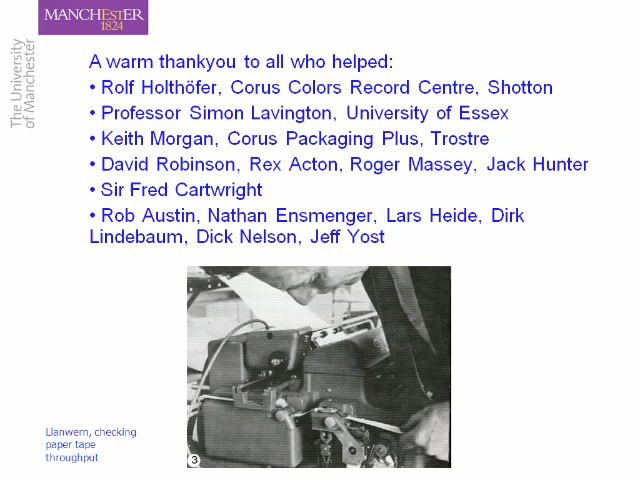 MANCHESTER
1824
The University
of Manchester
A warm thankyou to all who helped:
• Rolf Holthöfer, Corus Colors Record Centre, Shotton
• Professor Simon Lavington, University of Essex
• Keith Morgan, Corus Packaging Plus, Trostre
• David Robinson, Rex Acton, Roger Massey, Jack Hunter
• Sir Fred Cartwright
• Rob Austin, Nathan Ensmenger, Lars Heide, Dirk
Lindebaum, Dick Nelson, Jeff Yost
Llanwern, checking
paper tape
throughput
3